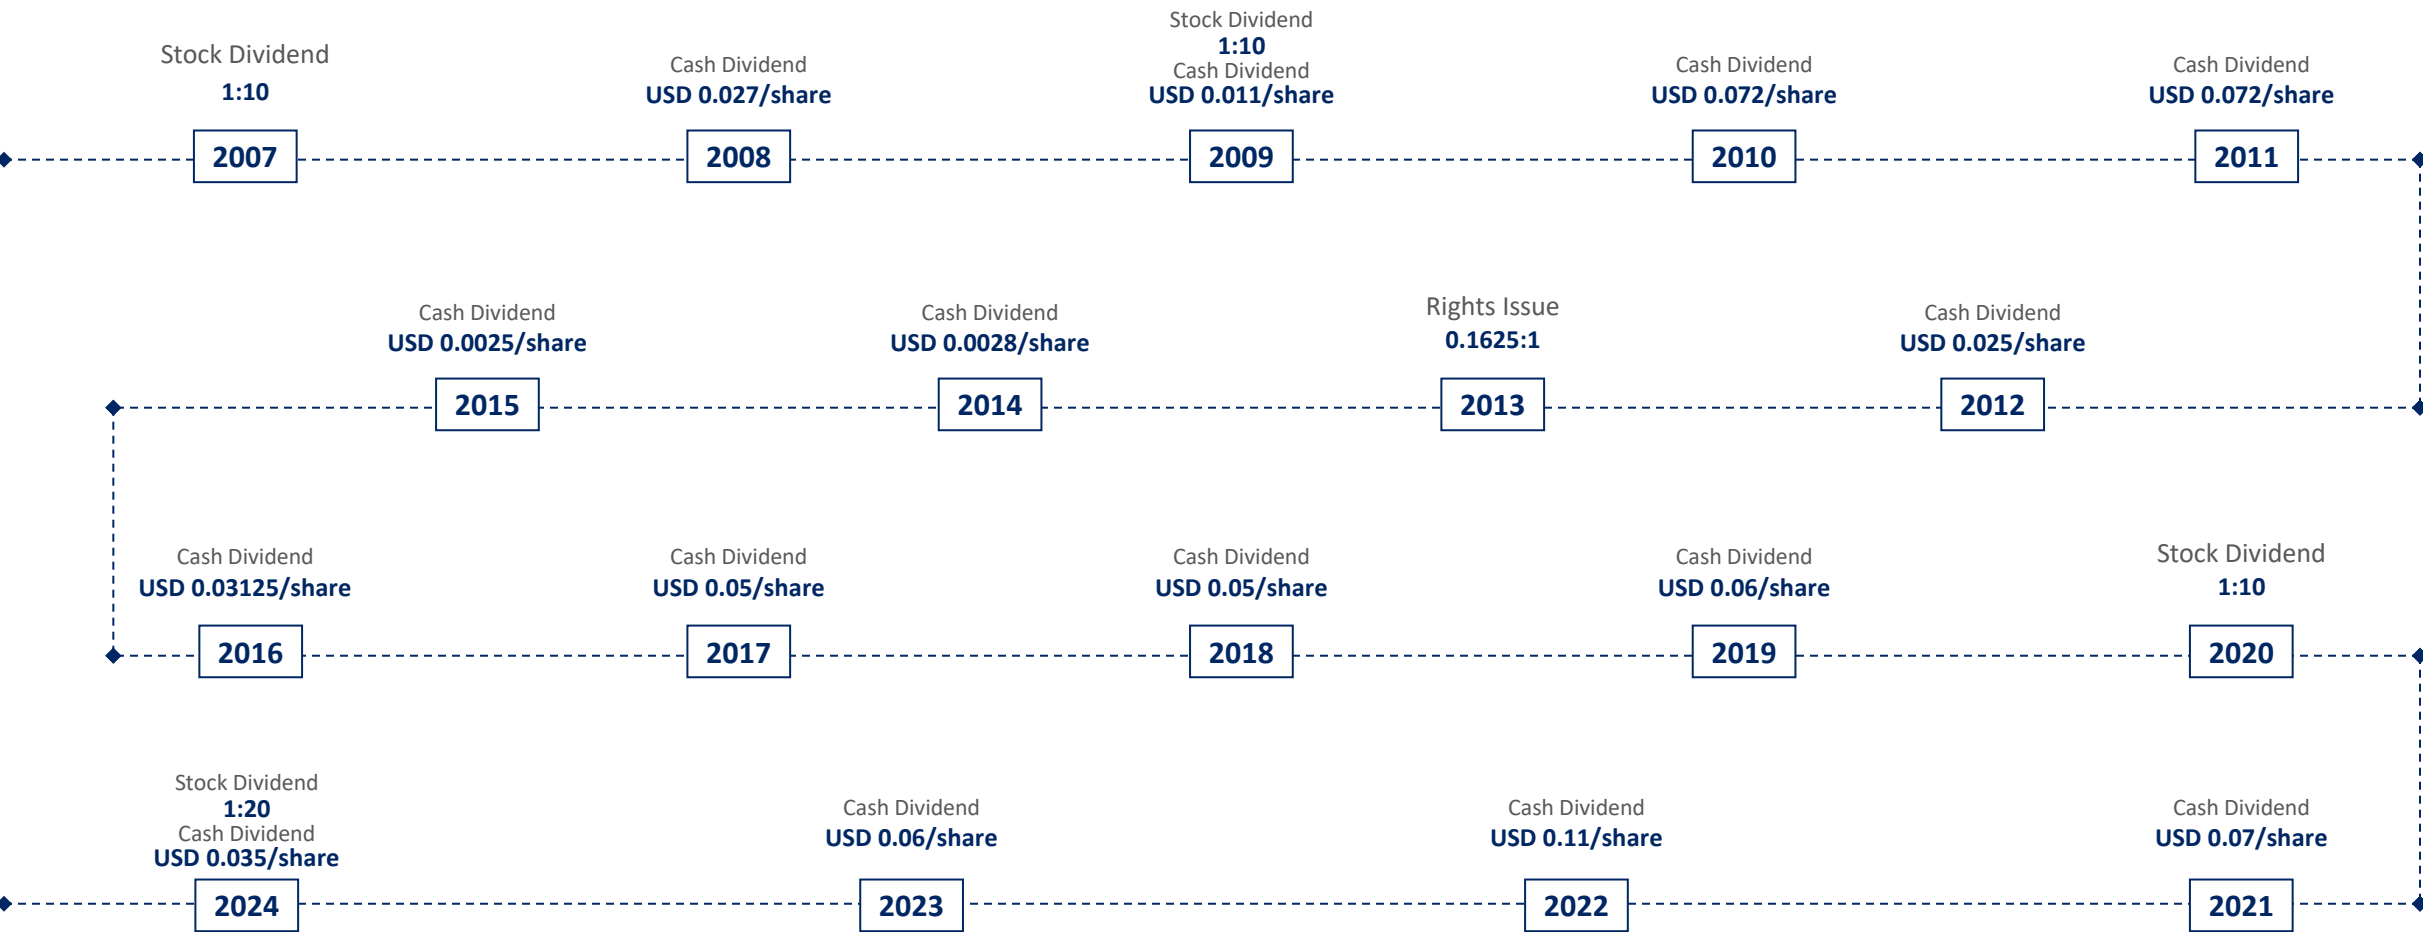 Stock Dividend
1:10
2007
Cash Dividend
USD 0.027/share
2008
Stock Dividend
1:10
Cash Dividend
USD 0.011/share
2009
Cash Dividend
USD 0.072/share
2010
Cash Dividend
USD 0.072/share
2011
Cash Dividend
USD 0.025/share
2012
Rights Issue
0.1625:1
2013
Cash Dividend
USD 0.0028/share
2014
Cash Dividend
USD 0.0025/share
2015
Cash Dividend
USD 0.03125/share
2016
Cash Dividend
USD 0.05/share
2017
Cash Dividend
USD 0.05/share
2018
Cash Dividend
USD 0.06/share
2019
Stock Dividend
1:10
2020
Cash Dividend
USD 0.07/share
2021
Cash Dividend
USD 0.11/share
2022
Cash Dividend
USD 0.06/share
2023
Stock Dividend
1:20
Cash Dividend
USD 0.035/share
2024